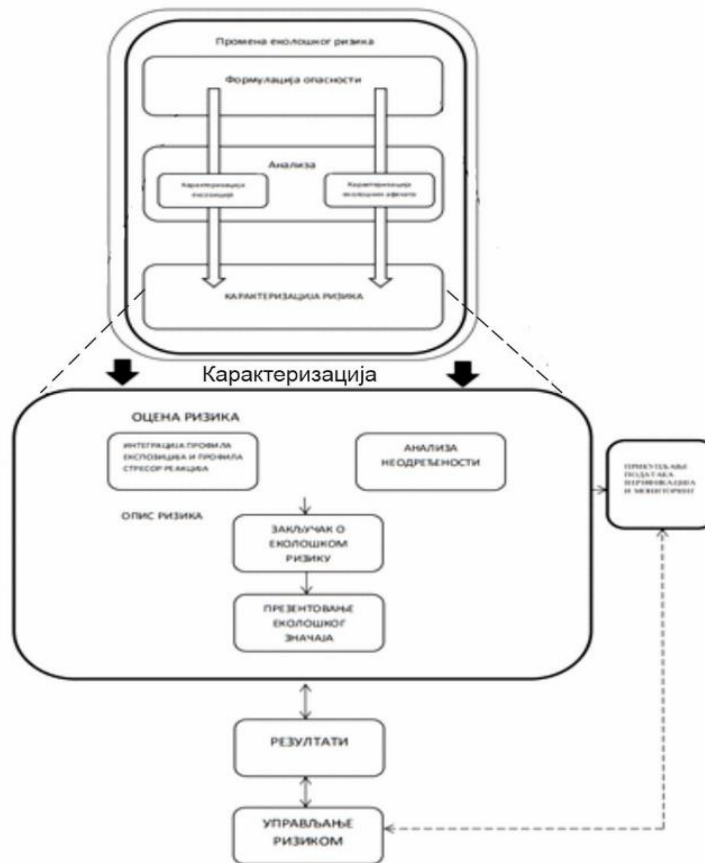 Промена еколошког ризика
Формулација опасности
Анализа
Карактеризација
експозиције
Карактеризација
еколошких ефеката
КАРАКТЕРИЗАЦИЈА РИЗИКА
Карактеризација
ОЦЕНА РИЗИКА
ИНТЕГРАЦИЈА ПРОФИЛА
ЕКСПОЗИЦИЈА И ПРОФИЛА
СТРЕСОР РЕАКЦИЈА
АНАЛИЗА
НЕОДРЕЂЕНОСТИ
ПРИКУПЉАЊЕ
ПОДАТАКА
ВЕРИФИКАЦИЈА
И МОНИТОРИНГ
ОПИС РИЗИКА
ЗАКЉУЧАК О
ЕКОЛОШКОМ
РИЗИКУ
ПРЕЗЕНТОВАЊЕ
ЕКОЛОШКОГ
ЗНАЧАЈА
РЕЗУЛТАТИ
УПРАВЉАЊЕ
РИЗИКОМ